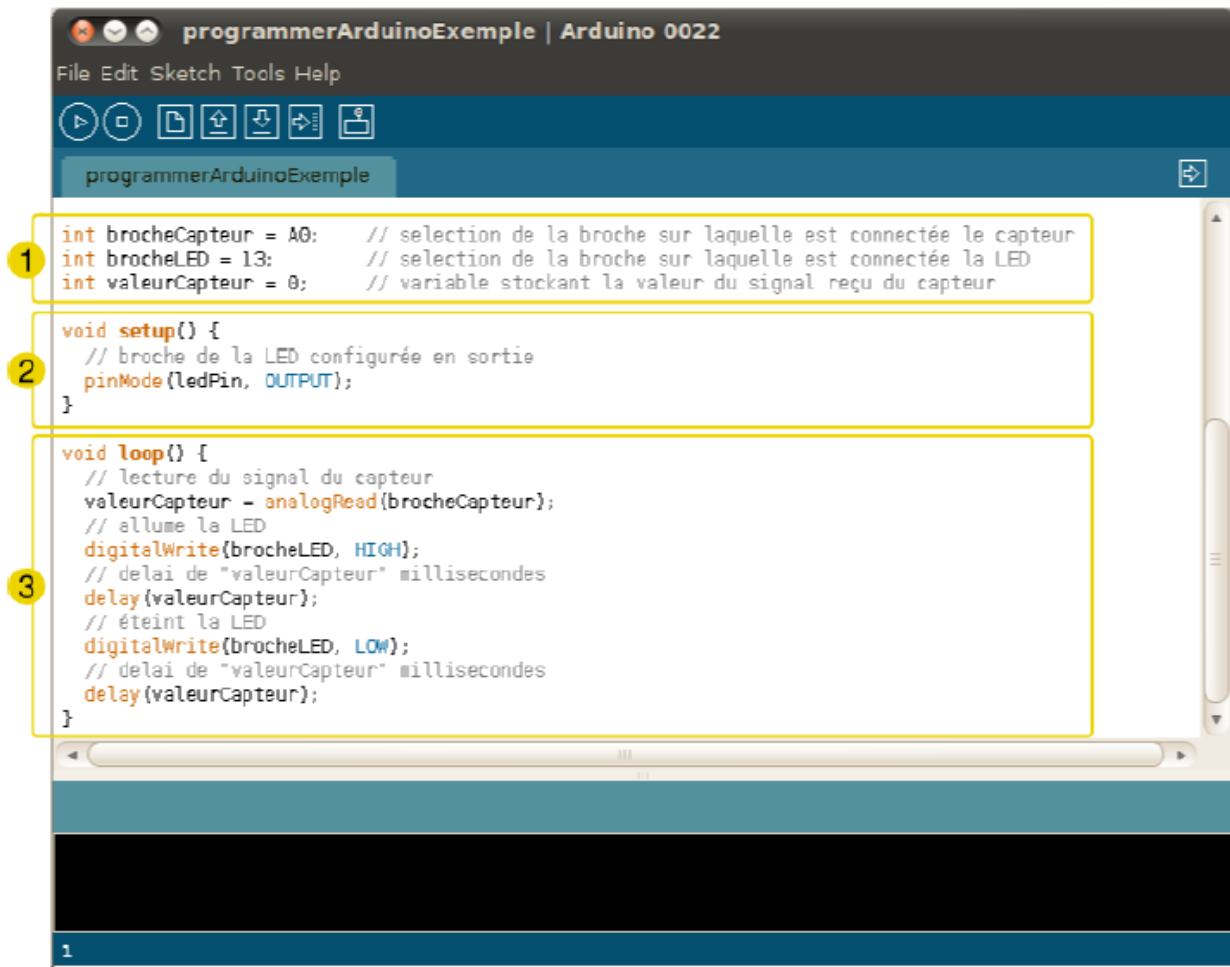 programmerArduinoExemple | Arduino 0022
File Edit Sketch Tools Help
programmerArduinoExemple
1
int brocheCapteur = A0;    // selection de la broche sur laquelle est connectée le capteur
int brocheLED = 13;        // selection de la broche sur laquelle est connectée la LED
int valeurCapteur = 0;     // variable stockant la valeur du signal reçu du capteur
2
void setup() {
  // broche de la LED configurée en sortie
  pinMode(ledPin, OUTPUT);
}
3
void loop() {
  // lecture du signal du capteur
  valeurCapteur = analogRead(brocheCapteur);
  // allume la LED
  digitalWrite(brocheLED, HIGH);
  // delai de "valeurCapteur" millisecondes
  delay(valeurCapteur);
  // éteint la LED
  digitalWrite(brocheLED, LOW);
  // delai de "valeurCapteur" millisecondes
  delay(valeurCapteur);
}
1